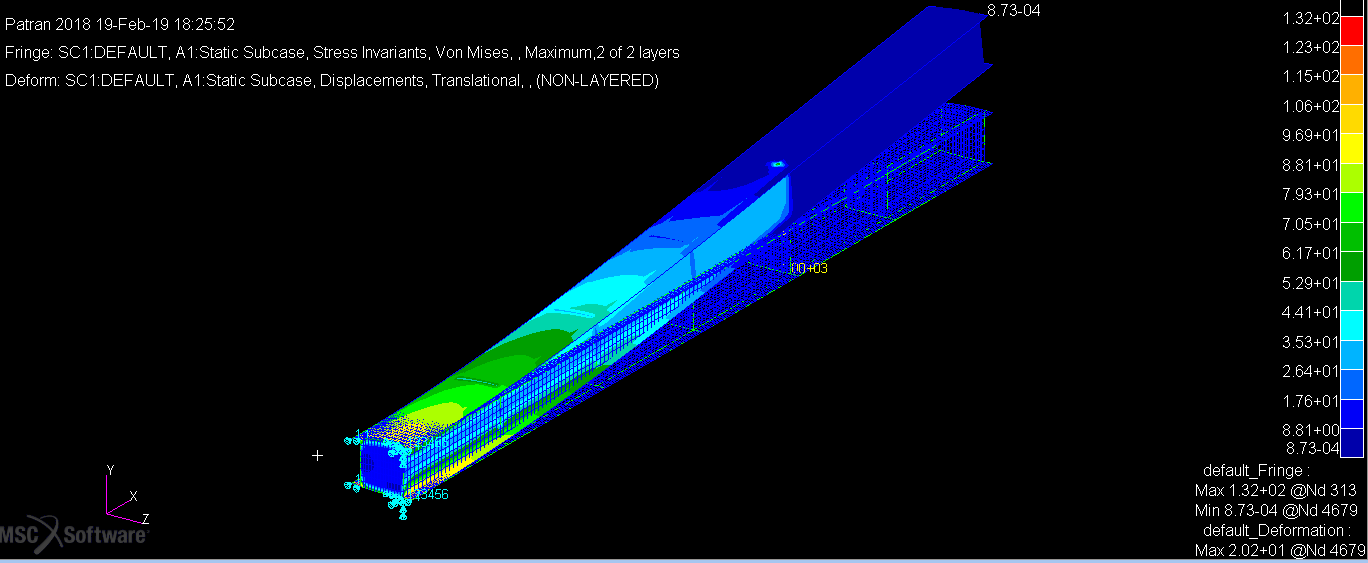 Patran 2018 19-Feb-19 18:25:52
Fringe: SC1:DEFAULT, A1:Static Subcase, Stress Invariants, Von Mises, , Maximum,2 of 2 layers
Deform: SC1:DEFAULT, A1:Static Subcase, Displacements, Translational, , (NON-LAYERED)
8.73-04
00+03
3456
Y
X
Z
MSC Software
1.32+02
1.23+02
1.15+02
1.06+02
9.69+01
8.81+01
7.93+01
7.05+01
6.17+01
5.29+01
4.41+01
3.53+01
2.64+01
1.76+01
8.81+00
8.73-04
default_Fringe :
Max 1.32+02 @Nd 313
Min 8.73-04 @Nd 4679
default_Deformation :
Max 2.02+01 @Nd 4679